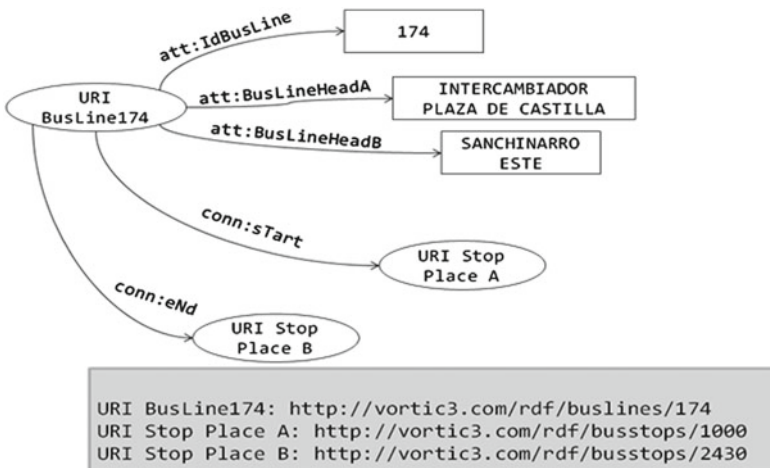 att:IdBusLine
174
URI
BusLine174
att:BusLineHeadA
INTERCAMBIADOR
PLAZA DE CASTILLA
att:BusLineHeadB
SANCHINARRO
ESTE
conn:sTart
URI Stop
Place A
conn:eNd
URI Stop
Place B
URI BusLine174: http://vortic3.com/rdf/buslines/174
URI Stop Place A: http://vortic3.com/rdf/busstops/1000
URI Stop Place B: http://vortic3.com/rdf/busstops/2430